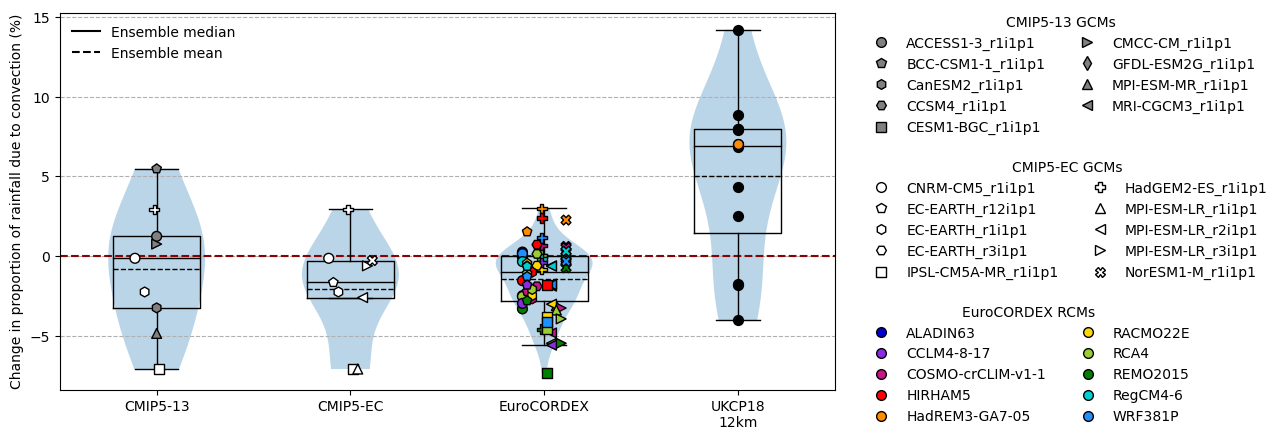 Change in proportion of rainfall due to convection (%)
15
10
5
0
−5
Ensemble median
Ensemble mean
CMIP5-13
CMIP5-EC
EuroCORDEX
UKCP18
12km
CMIP5-13 GCMs
ACCESS1-3_r1i1p1
BCC-CSM1-1_r1i1p1
CanESM2_r1i1p1
CCSM4_r1i1p1
CESM1-BGC_r1i1p1
CMCC-CM_r1i1p1
GFDL-ESM2G_r1i1p1
MPI-ESM-MR_r1i1p1
MRI-CGCM3_r1i1p1
CMIP5-EC GCMs
CNRM-CM5_r1i1p1
EC-EARTH_r12i1p1
EC-EARTH_r1i1p1
EC-EARTH_r3i1p1
IPSL-CM5A-MR_r1i1p1
HadGEM2-ES_r1i1p1
MPI-ESM-LR_r1i1p1
MPI-ESM-LR_r2i1p1
MPI-ESM-LR_r3i1p1
NorESM1-M_r1i1p1
EuroCORDEX RCMs
ALADIN63
CCLM4-8-17
COSMO-crCLIM-v1-1
HIRHAM5
HadREM3-GA7-05
RACMO22E
RCA4
REMO2015
RegCM4-6
WRF381P